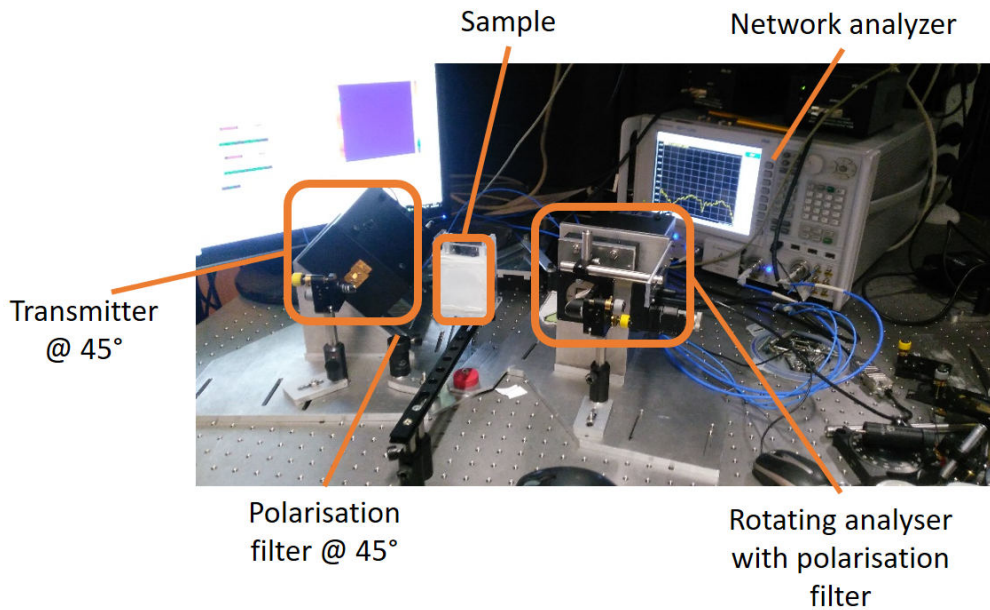 Sample
Network analyzer
Transmitter
@ 45°
Polarisation
filter @ 45°
Rotating analyser
with polarisation
filter